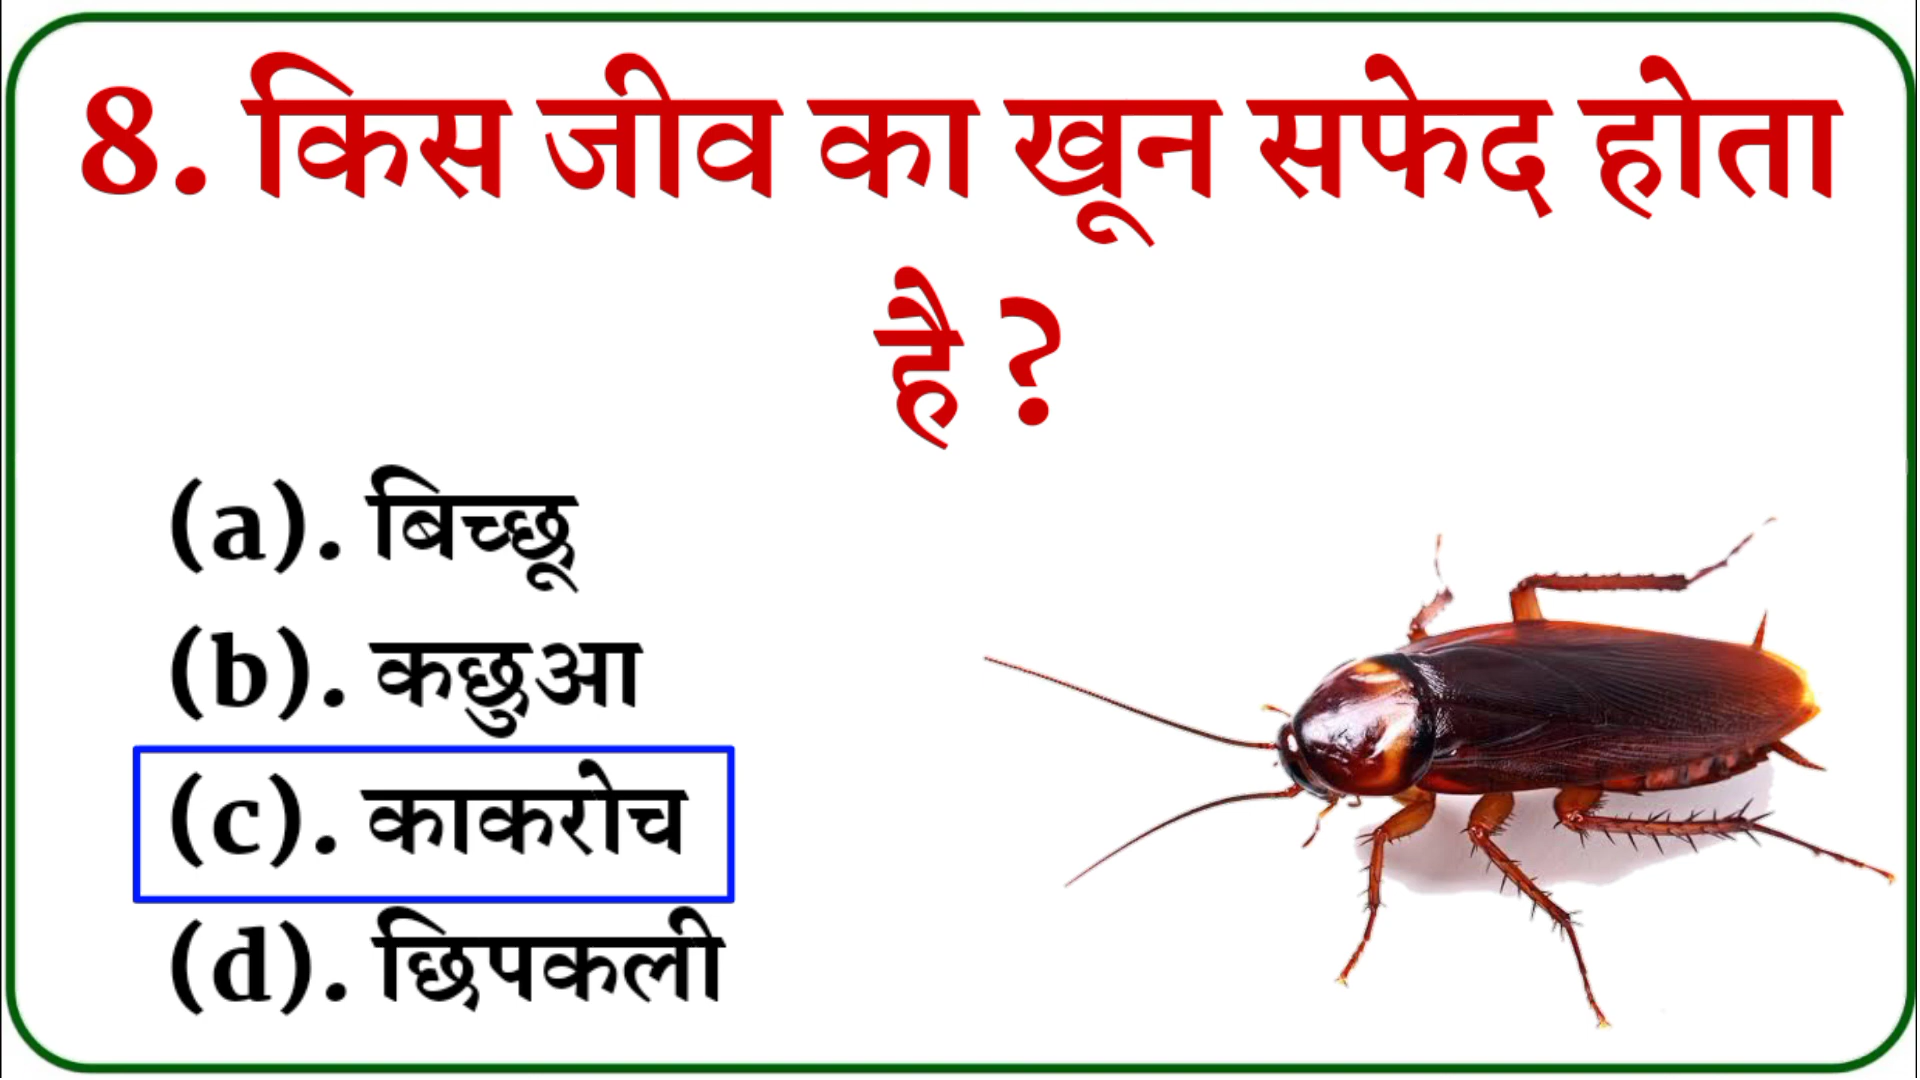 8. किस जीव का खून सफेद होता
है ?
(a). बिच्छू
(b). कछुआ
(c). काकरोच
(d). छिपकली